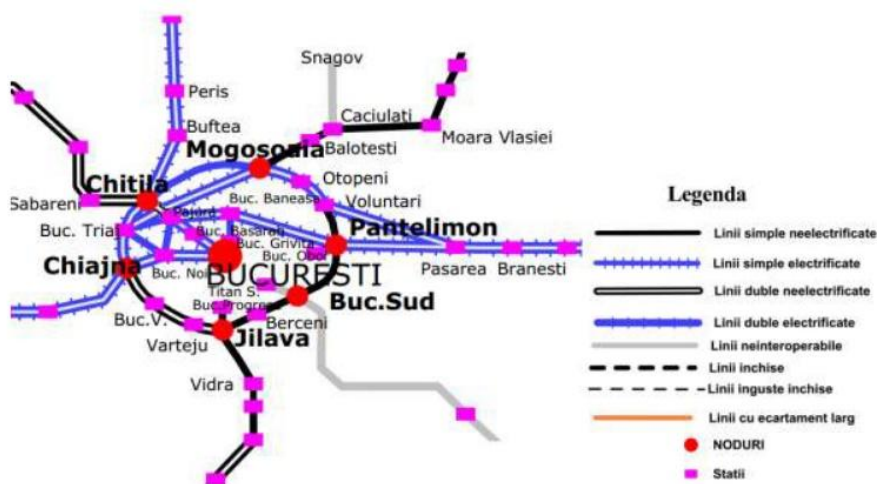 Snagov
Peris
Caciulati
Buftea
Moara Vlasiei
Balotesti
Mogosoaia
Otopeni
Chitila
Sabareni
Buc. Baneasa
Voluntari
Pajura
Buc. Triaj
Buc. Basarab
Pantelimon
Buc. Grivita
Buc. Obor
Chiajna
Buc. Noi
Pasarea
Branesti
BUCURESTI
Titan S.
Buc.Progresu
Buc.Sud
Buc.V.
Berceni
Varteju
Jilava
Vidra
Legenda
Linii simple neelectrificate
Linii simple electrificate
Linii duble neelectrificate
Linii duble electrificate
Linii neinteroperabile
Linii inchise
Linii inguste inchise
Linii cu ecartament larg
NODURI
Statii